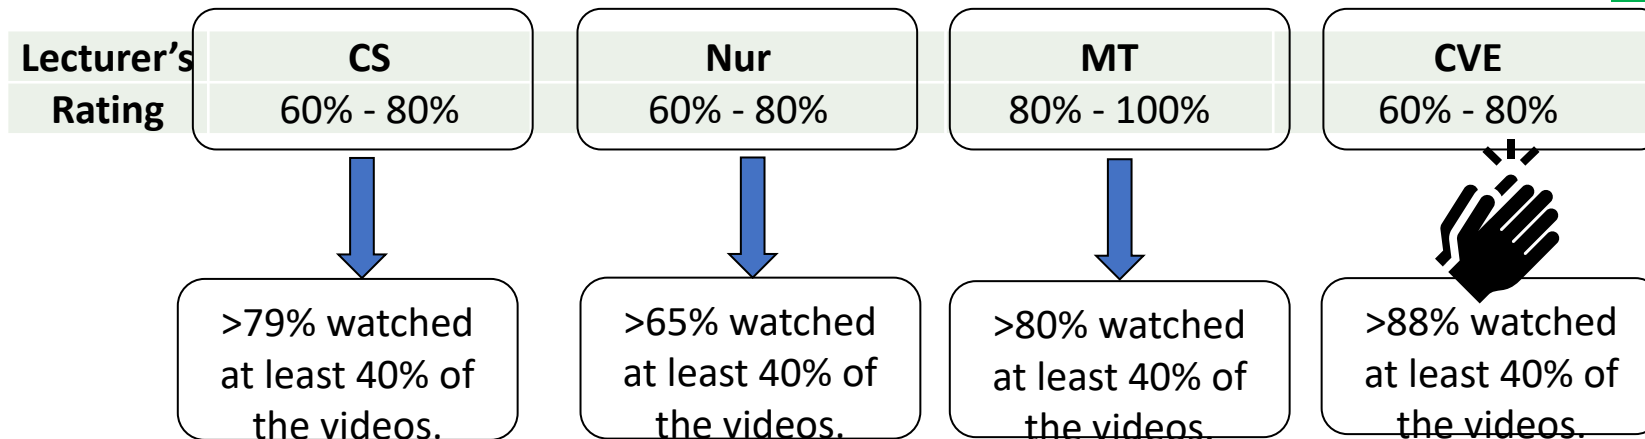 Lecturer's CS Nur MT CVE
Rating 60% - 80% 60% - 80% 80% - 100% 60% - 80%
>79% watched
at least 40% of
the videos.
>65% watched
at least 40% of
the videos.
>80% watched
at least 40% of
the videos.
>88% watched
at least 40% of
the videos.